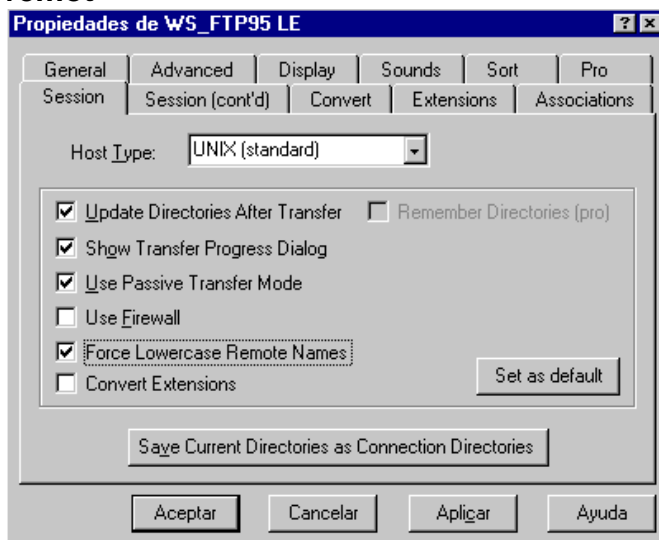 Propiedades de WS_FTP95 LE
General Advanced Display Sounds Sort Pro
Session Session (cont'd) Convert Extensions Associations
Host Type: UNIX (standard)
Update Directories After Transfer Remember Directories (pro)
Show Transfer Progress Dialog
Use Passive Transfer Mode
Use Firewall
Force Lowercase Remote Names
Convert Extensions
Set as default
Save Current Directories as Connection Directories
Aceptar Cancelar Aplicar Ayuda